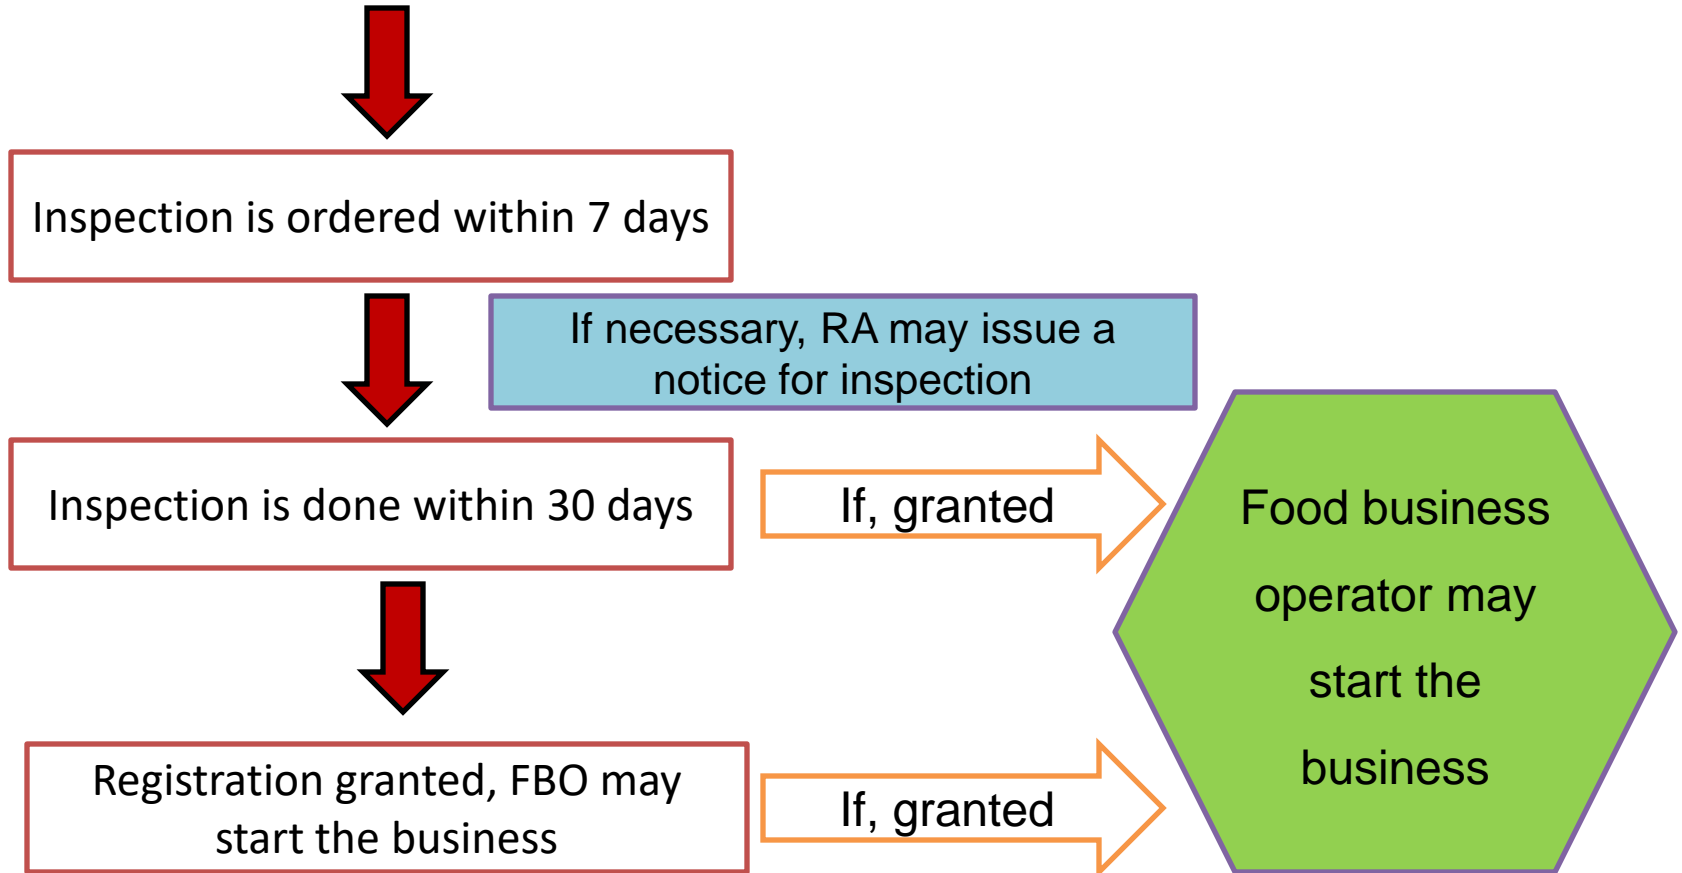 Inspection is ordered within 7 days
If necessary, RA may issue a
notice for inspection
Inspection is done within 30 days
If, granted
Food business
operator may
start the
business
Registration granted, FBO may
start the business
If, granted